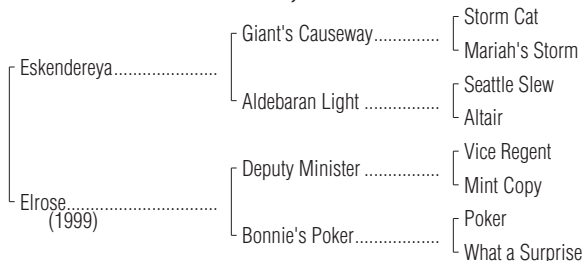 Storm Cat
Giant's Causeway..............
Mariah's Storm
Eskendereya......................
Seattle Slew
Aldebaran Light ................
Altair
Vice Regent
Deputy Minister ................
Mint Copy
Elrose................................
(1999)
Poker
Bonnie's Poker..................
What a Surprise